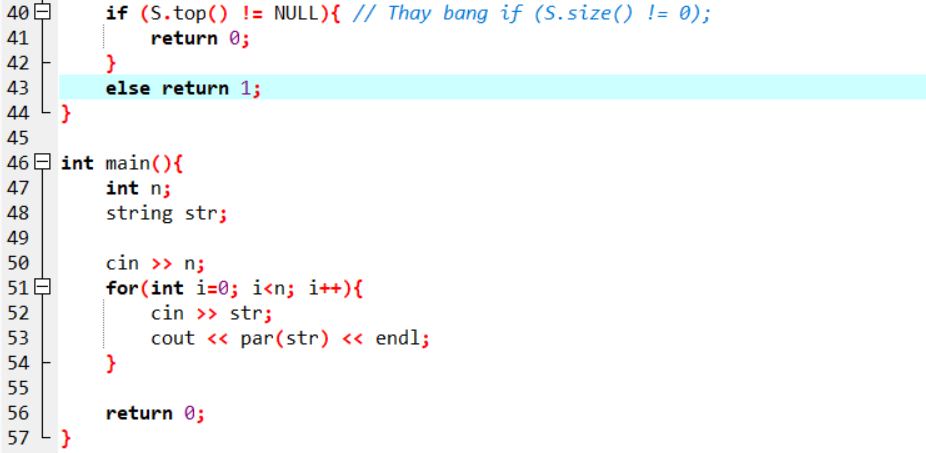 40 if (S.top() != NULL){ // Thay bang if (S.size() != 0);
41 return 0;
42 }
43 else return 1;
44 }
45
46 int main(){
47 int n;
48 string str;
49
50 cin >> n;
51 for(int i=0; i<n; i++){
52 cin >> str;
53 cout << par(str) << endl;
54 }
55
56 return 0;
57 }